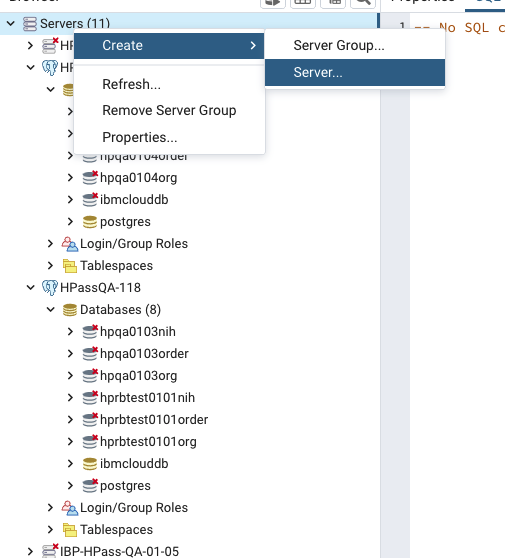 Properties
Servers (11)
1 -- No SQL c
Create
Server Group...
HP
HP
Server...
Refresh...
Remove Server Group
Properties...
hpqa0104order
hpqa0104org
ibmclouddb
postgres
Login/Group Roles
Tablespaces
HPassQA-118
Databases (8)
hpqa0103nih
hpqa0103order
hpqa0103org
hprbtest0101nih
hprbtest0101order
hprbtest0101org
ibmclouddb
postgres
Login/Group Roles
Tablespaces
IBP-HPass-QA-01-05